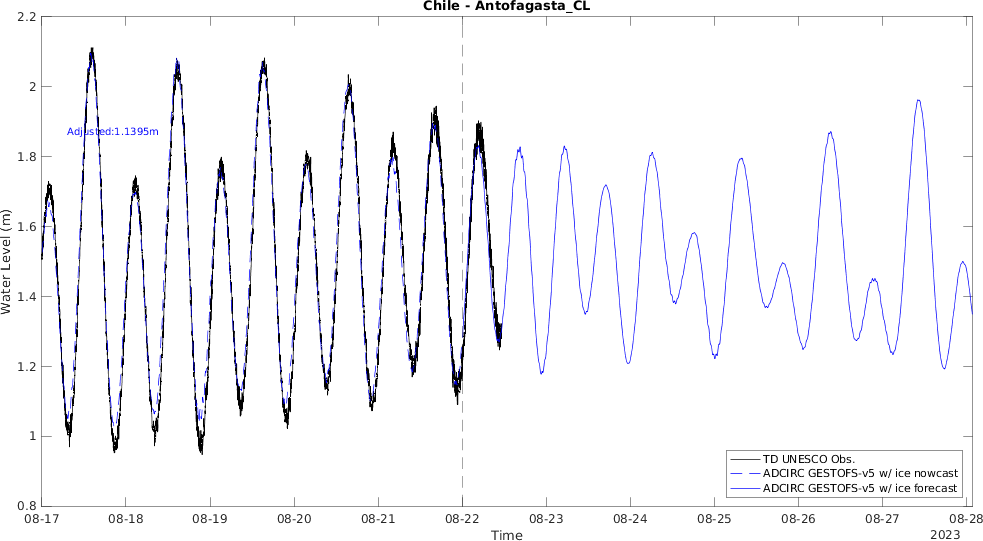 Chile - Antofagasta_CL
2.2
2
1.8
1.6
1.4
1.2
1
0.8
Water Level (m)
Adjusted:1.1395m
TD UNESCO Obs.
ADCIRC GESTOFS-v5 w/ ice nowcast
ADCIRC GESTOFS-v5 w/ ice forecast
08-17 08-18 08-19 08-20 08-21 08-22 08-23 08-24 08-25 08-26 08-27 08-28
Time
2023